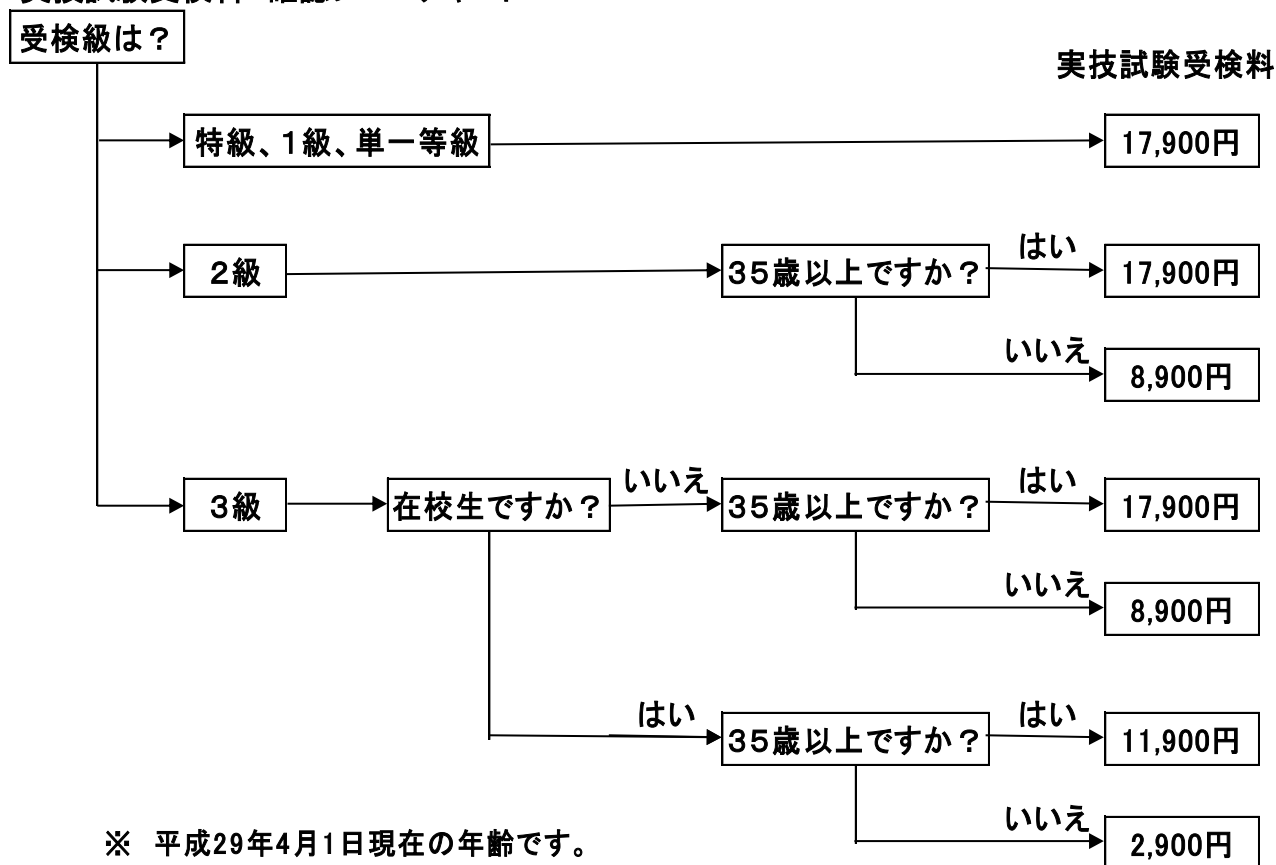 受検級は？
実技試験受検料
特級、１級、単一等級
17,900円
２級
３５歳以上ですか？
はい
17,900円
いいえ
8,900円
３級
在校生ですか？
いいえ
３５歳以上ですか？
はい
17,900円
いいえ
8,900円
はい
３５歳以上ですか？
はい
11,900円
いいえ
2,900円
※　平成29年4月1日現在の年齢です。